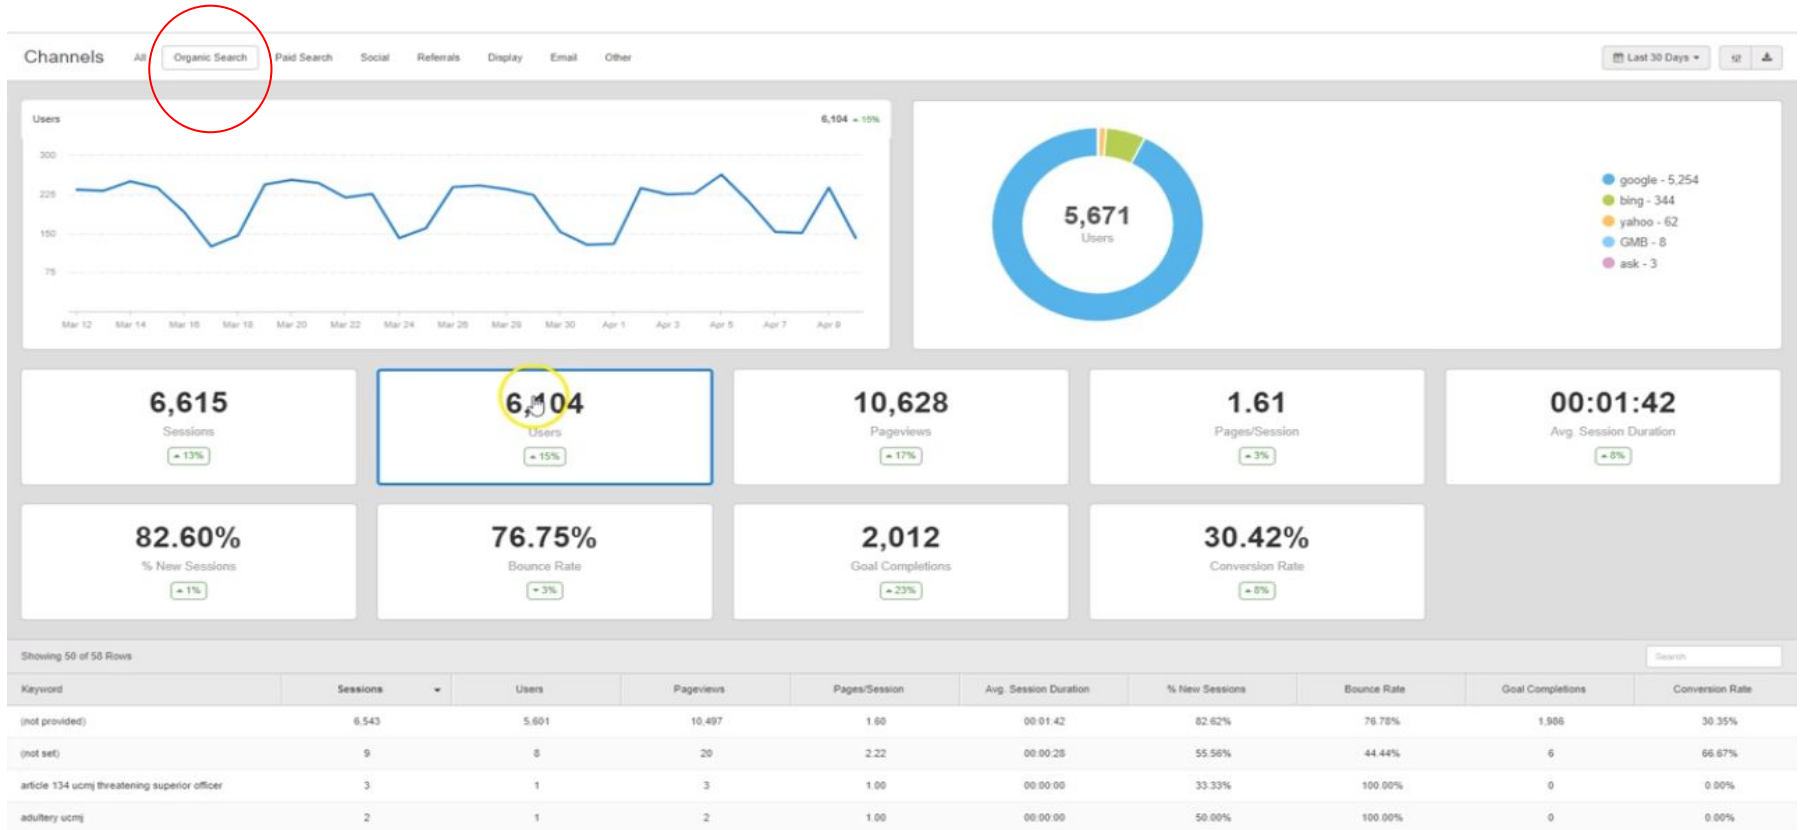 Channels All Organic Search Paid Search Social Referrals Display Email Other Last 30 Days
Users 6,104 15%
300
225
150
75
Mar 12 Mar 14 Mar 16 Mar 18 Mar 20 Mar 22 Mar 24 Mar 26 Mar 28 Mar 30 Apr 1 Apr 3 Apr 5 Apr 7 Apr 9
5,671
Users
google - 5,254
bing - 344
yahoo - 62
GMB - 8
ask - 3
6,615 6,104 10,628 1.61 00:01:42
Sessions Users Pageviews Pages/Session Avg. Session Duration
13% 15% 17% 3% 8%
82.60% 76.75% 2,012 30.42%
% New Sessions Bounce Rate Goal Completions Conversion Rate
1% 3% 23% 8%
Showing 50 of 58 Rows Search
Keyword Sessions Users Pageviews Pages/Session Avg. Session Duration % New Sessions Bounce Rate Goal Completions Conversion Rate
(not provided) 6,543 5,601 10,497 1.60 00:01:42 82.62% 76.78% 1,986 30.35%
(not set) 9 8 20 2.22 00:00:28 55.56% 44.44% 6 66.67%
article 134 ucmj threatening superior officer 3 1 3 1.00 00:00:00 33.33% 100.00% 0 0.00%
adultery ucmj 2 1 2 1.00 00:00:00 50.00% 100.00% 0 0.00%